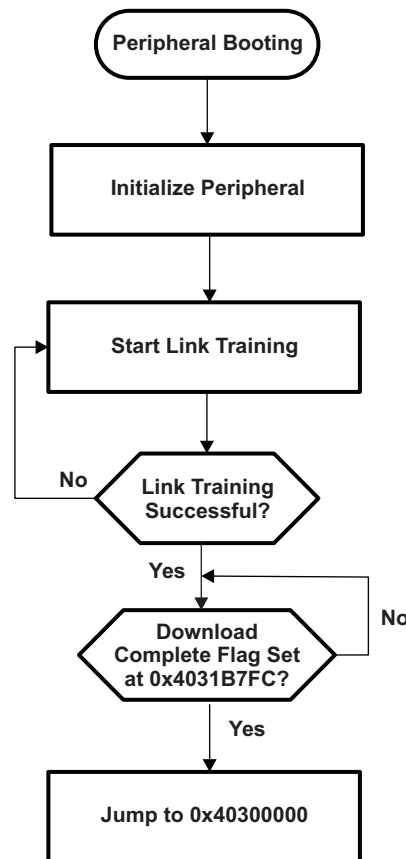 Peripheral Booting
Initialize Peripheral
Start Link Training
No
Link Training
Successful?
Yes
No
Download
Complete Flag Set
at 0x4031B7FC?
Yes
Jump to 0x40300000